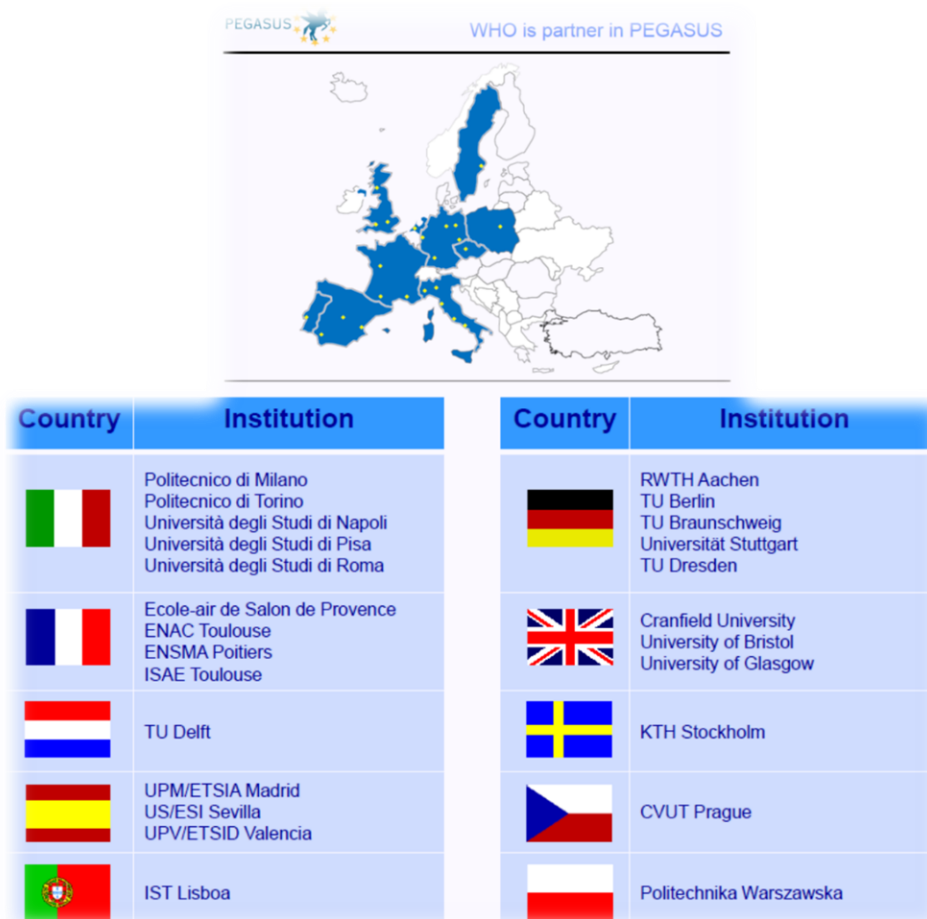 PEGASUS
WHO is partner in PEGASUS
Country Institution
Politecnico di Milano
Politecnico di Torino
Università degli Studi di Napoli
Università degli Studi di Pisa
Università degli Studi di Roma
Ecole-air de Salon de Provence
ENAC Toulouse
ENSMA Poitiers
ISAE Toulouse
TU Delft
UPM/ETSIA Madrid
US/ESI Sevilla
UPV/ETSID Valencia
IST Lisboa
Country Institution
RWTH Aachen
TU Berlin
TU Braunschweig
Universität Stuttgart
TU Dresden
Cranfield University
University of Bristol
University of Glasgow
KTH Stockholm
CVUT Prague
Politechnika Warszawska